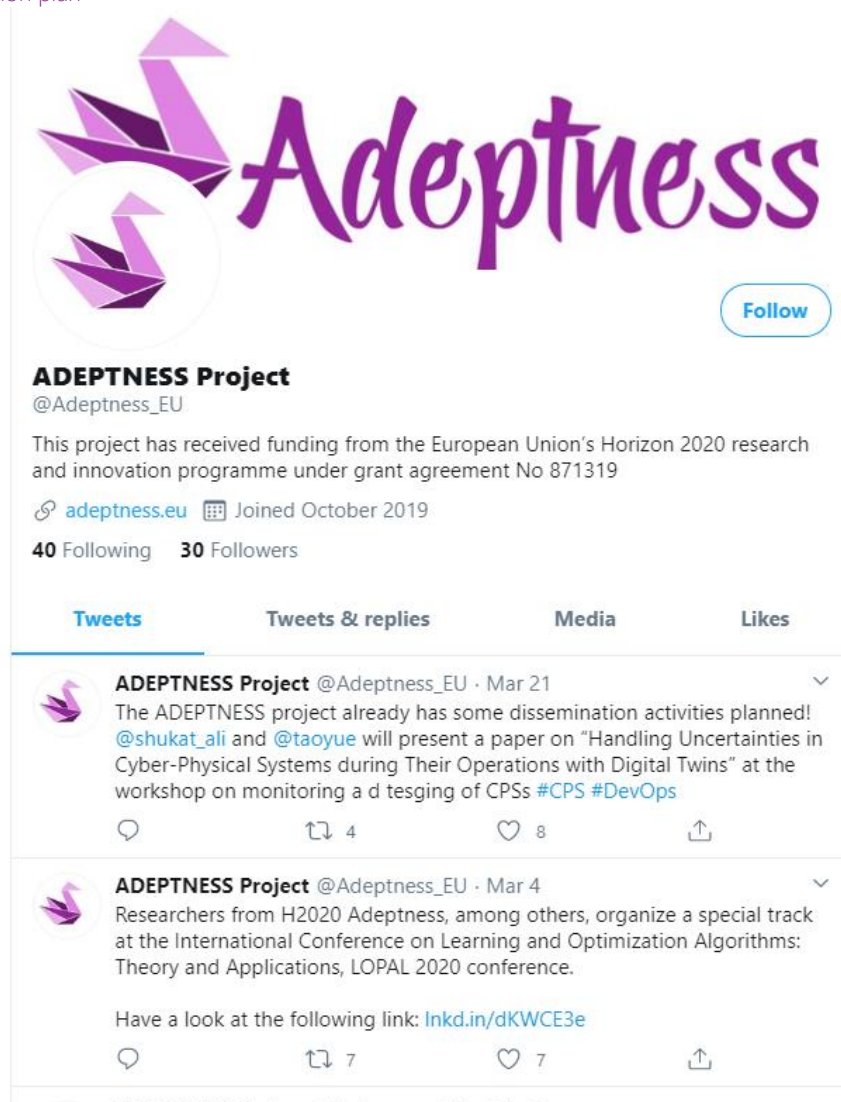 Adeptness
Follow
ADEPTNESS Project
@Adeptness_EU
This project has received funding from the European Union's Horizon 2020 research
and innovation programme under grant agreement No 871319
adeptness.eu Joined October 2019
40 Following 30 Followers
Tweets Tweets & replies Media Likes
ADEPTNESS Project @Adeptness_EU · Mar 21
The ADEPTNESS project already has some dissemination activities planned!
@shukat_ali and @taoyue will present a paper on “Handling Uncertainties in
Cyber-Physical Systems during Their Operations with Digital Twins” at the
workshop on monitoring a d tesging of CPSs #CPS #DevOps
4 8
ADEPTNESS Project @Adeptness_EU · Mar 4
Researchers from H2020 Adeptness, among others, organize a special track
at the International Conference on Learning and Optimization Algorithms:
Theory and Applications, LOPAL 2020 conference.
Have a look at the following link: lnkd.in/dKWCE3e
7 7